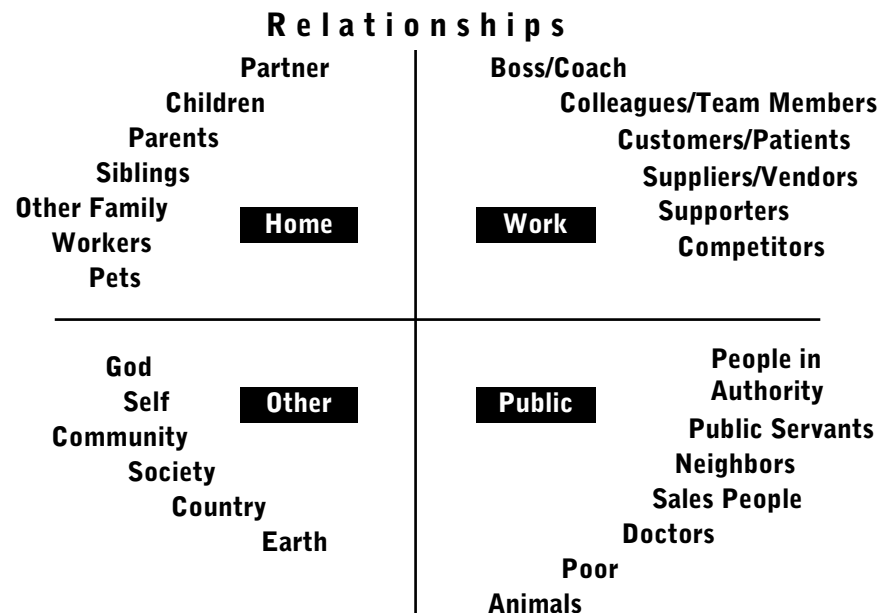 Relationships
Partner
Children
Parents
Siblings
Other Family
Workers
Pets
Home
Boss/Coach
Colleagues/Team Members
Customers/Patients
Suppliers/Vendors
Supporters
Competitors
Work
God
Self
Community
Society
Country
Earth
Other
People in
Authority
Public Servants
Neighbors
Sales People
Doctors
Poor
Animals
Public